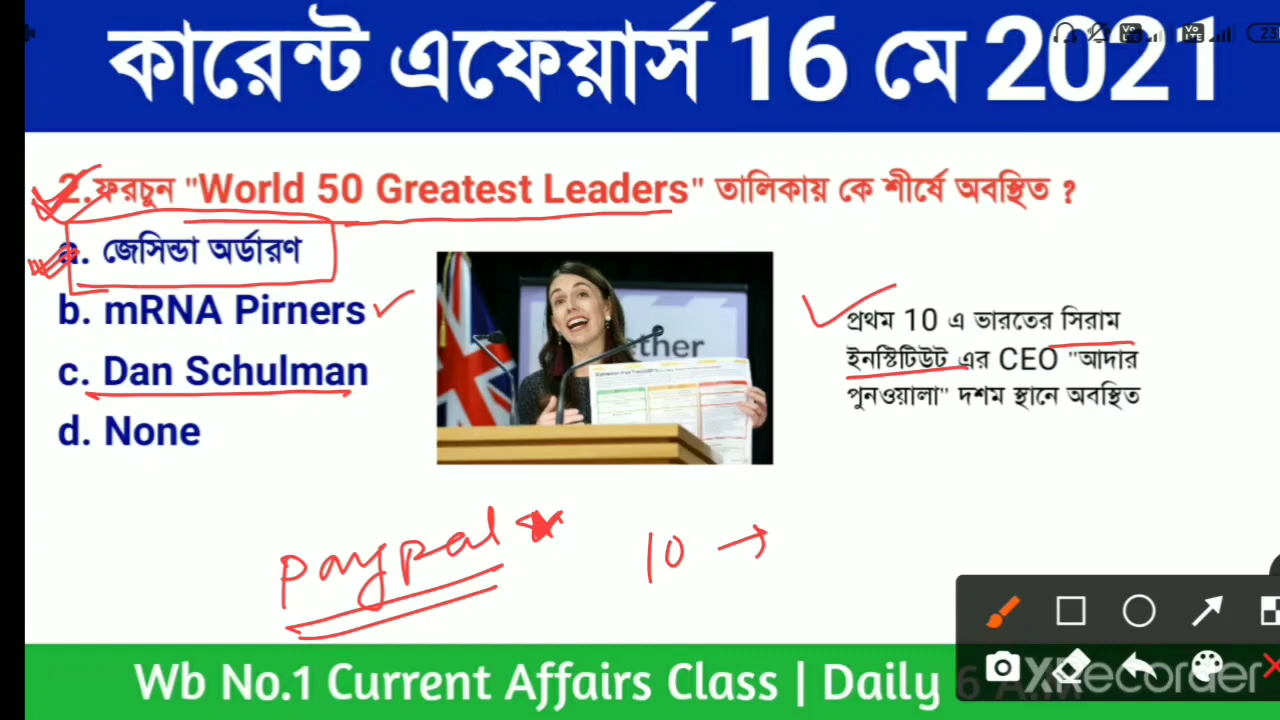 কারেন্ট এফেয়ার্স 16 মে 2021
2.ফরচুন "World 50 Greatest Leaders" তালিকায় কে শীর্ষে অবস্থিত ?
a. জেসিন্ডা অর্ডারণ
b. mRNA Pirners
c. Dan Schulman
d. None
প্রথম 10 এ ভারতের সিরাম
ইনস্টিটিউট এর CEO "আদার
পুনওয়ালা" দশম স্থানে অবস্থিত
ether
paypal
10 →
Wb No.1 Current Affairs Class | Daily 6
XRecorder